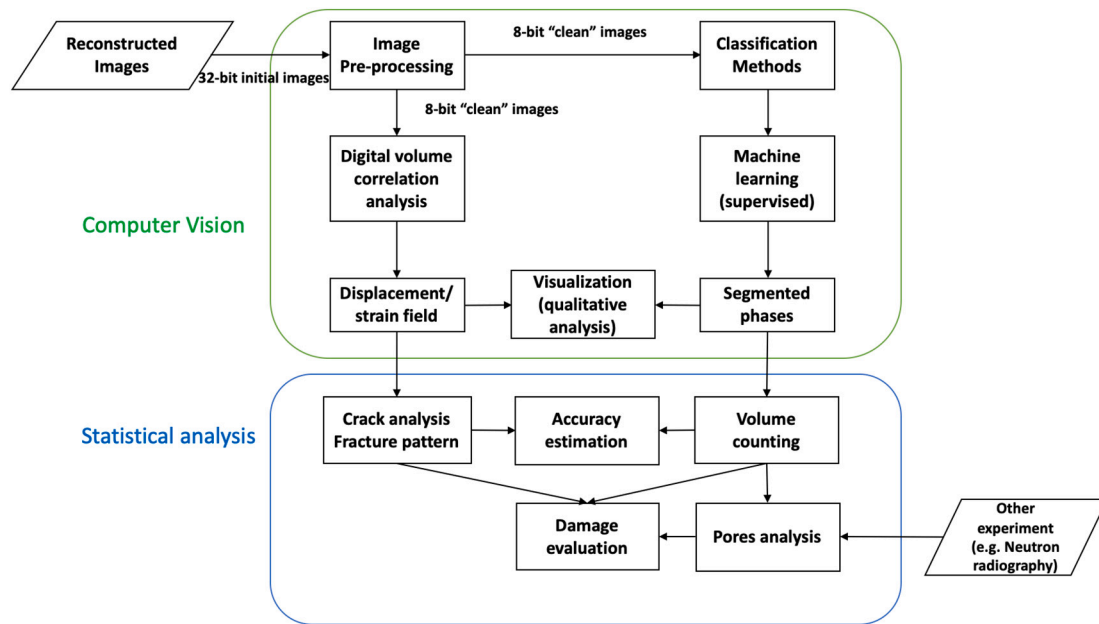 Reconstructed
Images
32-bit initial images
Image
Pre-processing
8-bit “clean” images
Classification
Methods
8-bit “clean” images
Digital volume
correlation
analysis
Machine
learning
(supervised)
Computer Vision
Displacement/
strain field
Visualization
(qualitative
analysis)
Segmented
phases
Statistical analysis
Crack analysis
Fracture pattern
Accuracy
estimation
Volume
counting
Damage
evaluation
Pores analysis
Other
experiment
(e.g. Neutron
radiography)